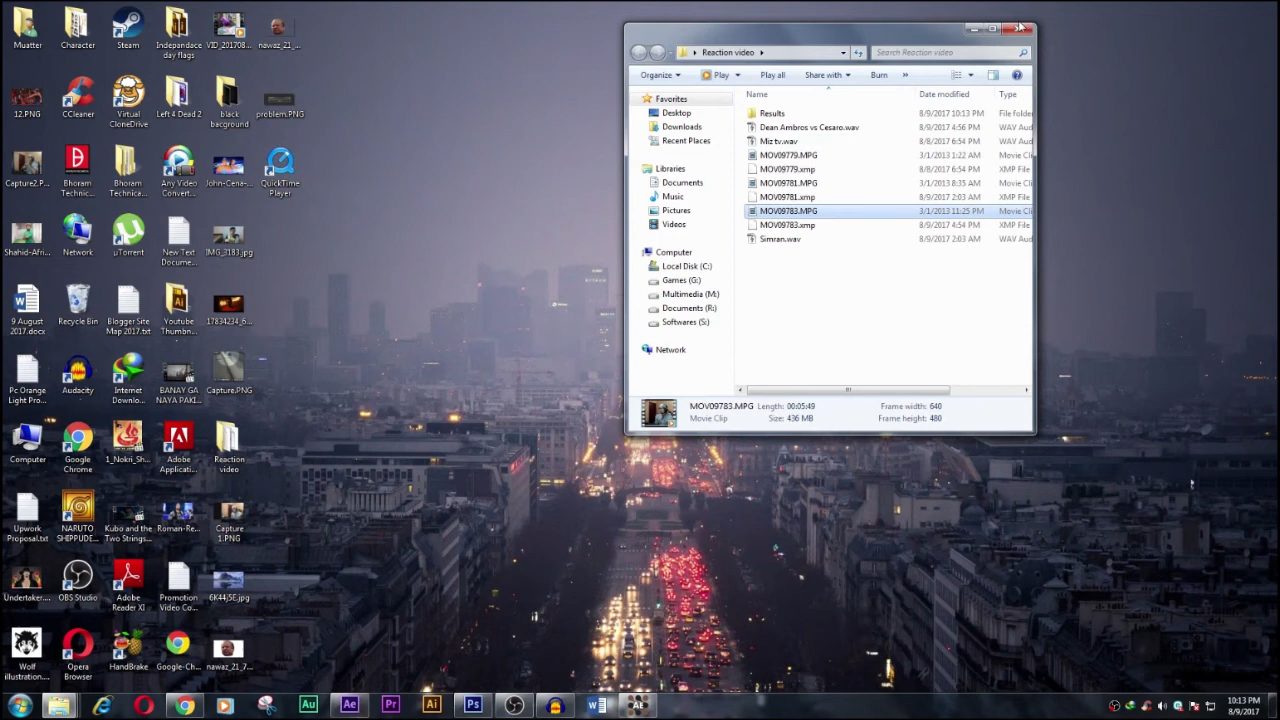 Muatter
Character
Steam
Independance day flags
VID_201708...
nawaz_21_...
12.PNG
CCleaner
Virtual CloneDrive
Left 4 Dead 2
black bacground
problem.PNG
Capture2.P...
Bhoram Technic...
Bhoram Technica...
Any Video Convert...
John-Cena-...
QuickTime Player
Shahid-Afri...
Network
uTorrent
New Text Docume...
IMG_3183.jpg
9 August 2017.docx
Recycle Bin
Blogger Site Map 2017.txt
Youtube Thumbn...
17834234_6...
Pc Orange Light Pro...
Audacity
Internet Downlo...
BANAY GA NAYA PAKI...
Capture.PNG
Computer
Google Chrome
1_Nokri_Sh...
Adobe Applicati...
Reaction video
Upwork Proposal.txt
NARUTO SHIPPUDE...
Kubo and the Two Strings...
Roman-Re...
Capture 1.PNG
Undertaker....
OBS Studio
Adobe Reader XI
Promotion Video Co...
6K44j5E.jpg
Wolf illustration....
Opera Browser
HandBrake
Google-Ch...
nawaz_21_7...
Reaction video
Search Reaction video
Organize Play Play all Share with Burn »
Name Date modified Type
Favorites
Desktop
Downloads
Recent Places
Libraries
Documents
Music
Pictures
Videos
Computer
Local Disk (C:)
Games (G:)
Multimedia (M:)
Documents (R:)
Softwares (S:)
Network
Results 8/9/2017 10:13 PM File folde
Dean Ambros vs Cesaro.wav 8/9/2017 4:56 PM WAV Aud
Miz tv.wav 8/8/2017 6:54 PM WAV Aud
MOV09779.MPG 3/1/2013 1:22 AM Movie Cli
MOV09779.xmp 8/8/2017 6:54 PM XMP File
MOV09781.MPG 3/1/2013 8:35 AM Movie Cli
MOV09781.xmp 8/9/2017 2:03 AM XMP File
MOV09783.MPG 3/1/2013 11:25 PM Movie Cli
MOV09783.xmp 8/9/2017 4:54 PM XMP File
Simran.wav 8/9/2017 2:03 AM WAV Aud
MOV09783.MPG Length: 00:05:49 Frame width: 640
Movie Clip Size: 436 MB Frame height: 480
Au Ae Pr Ai Ps
10:13 PM
8/9/2017